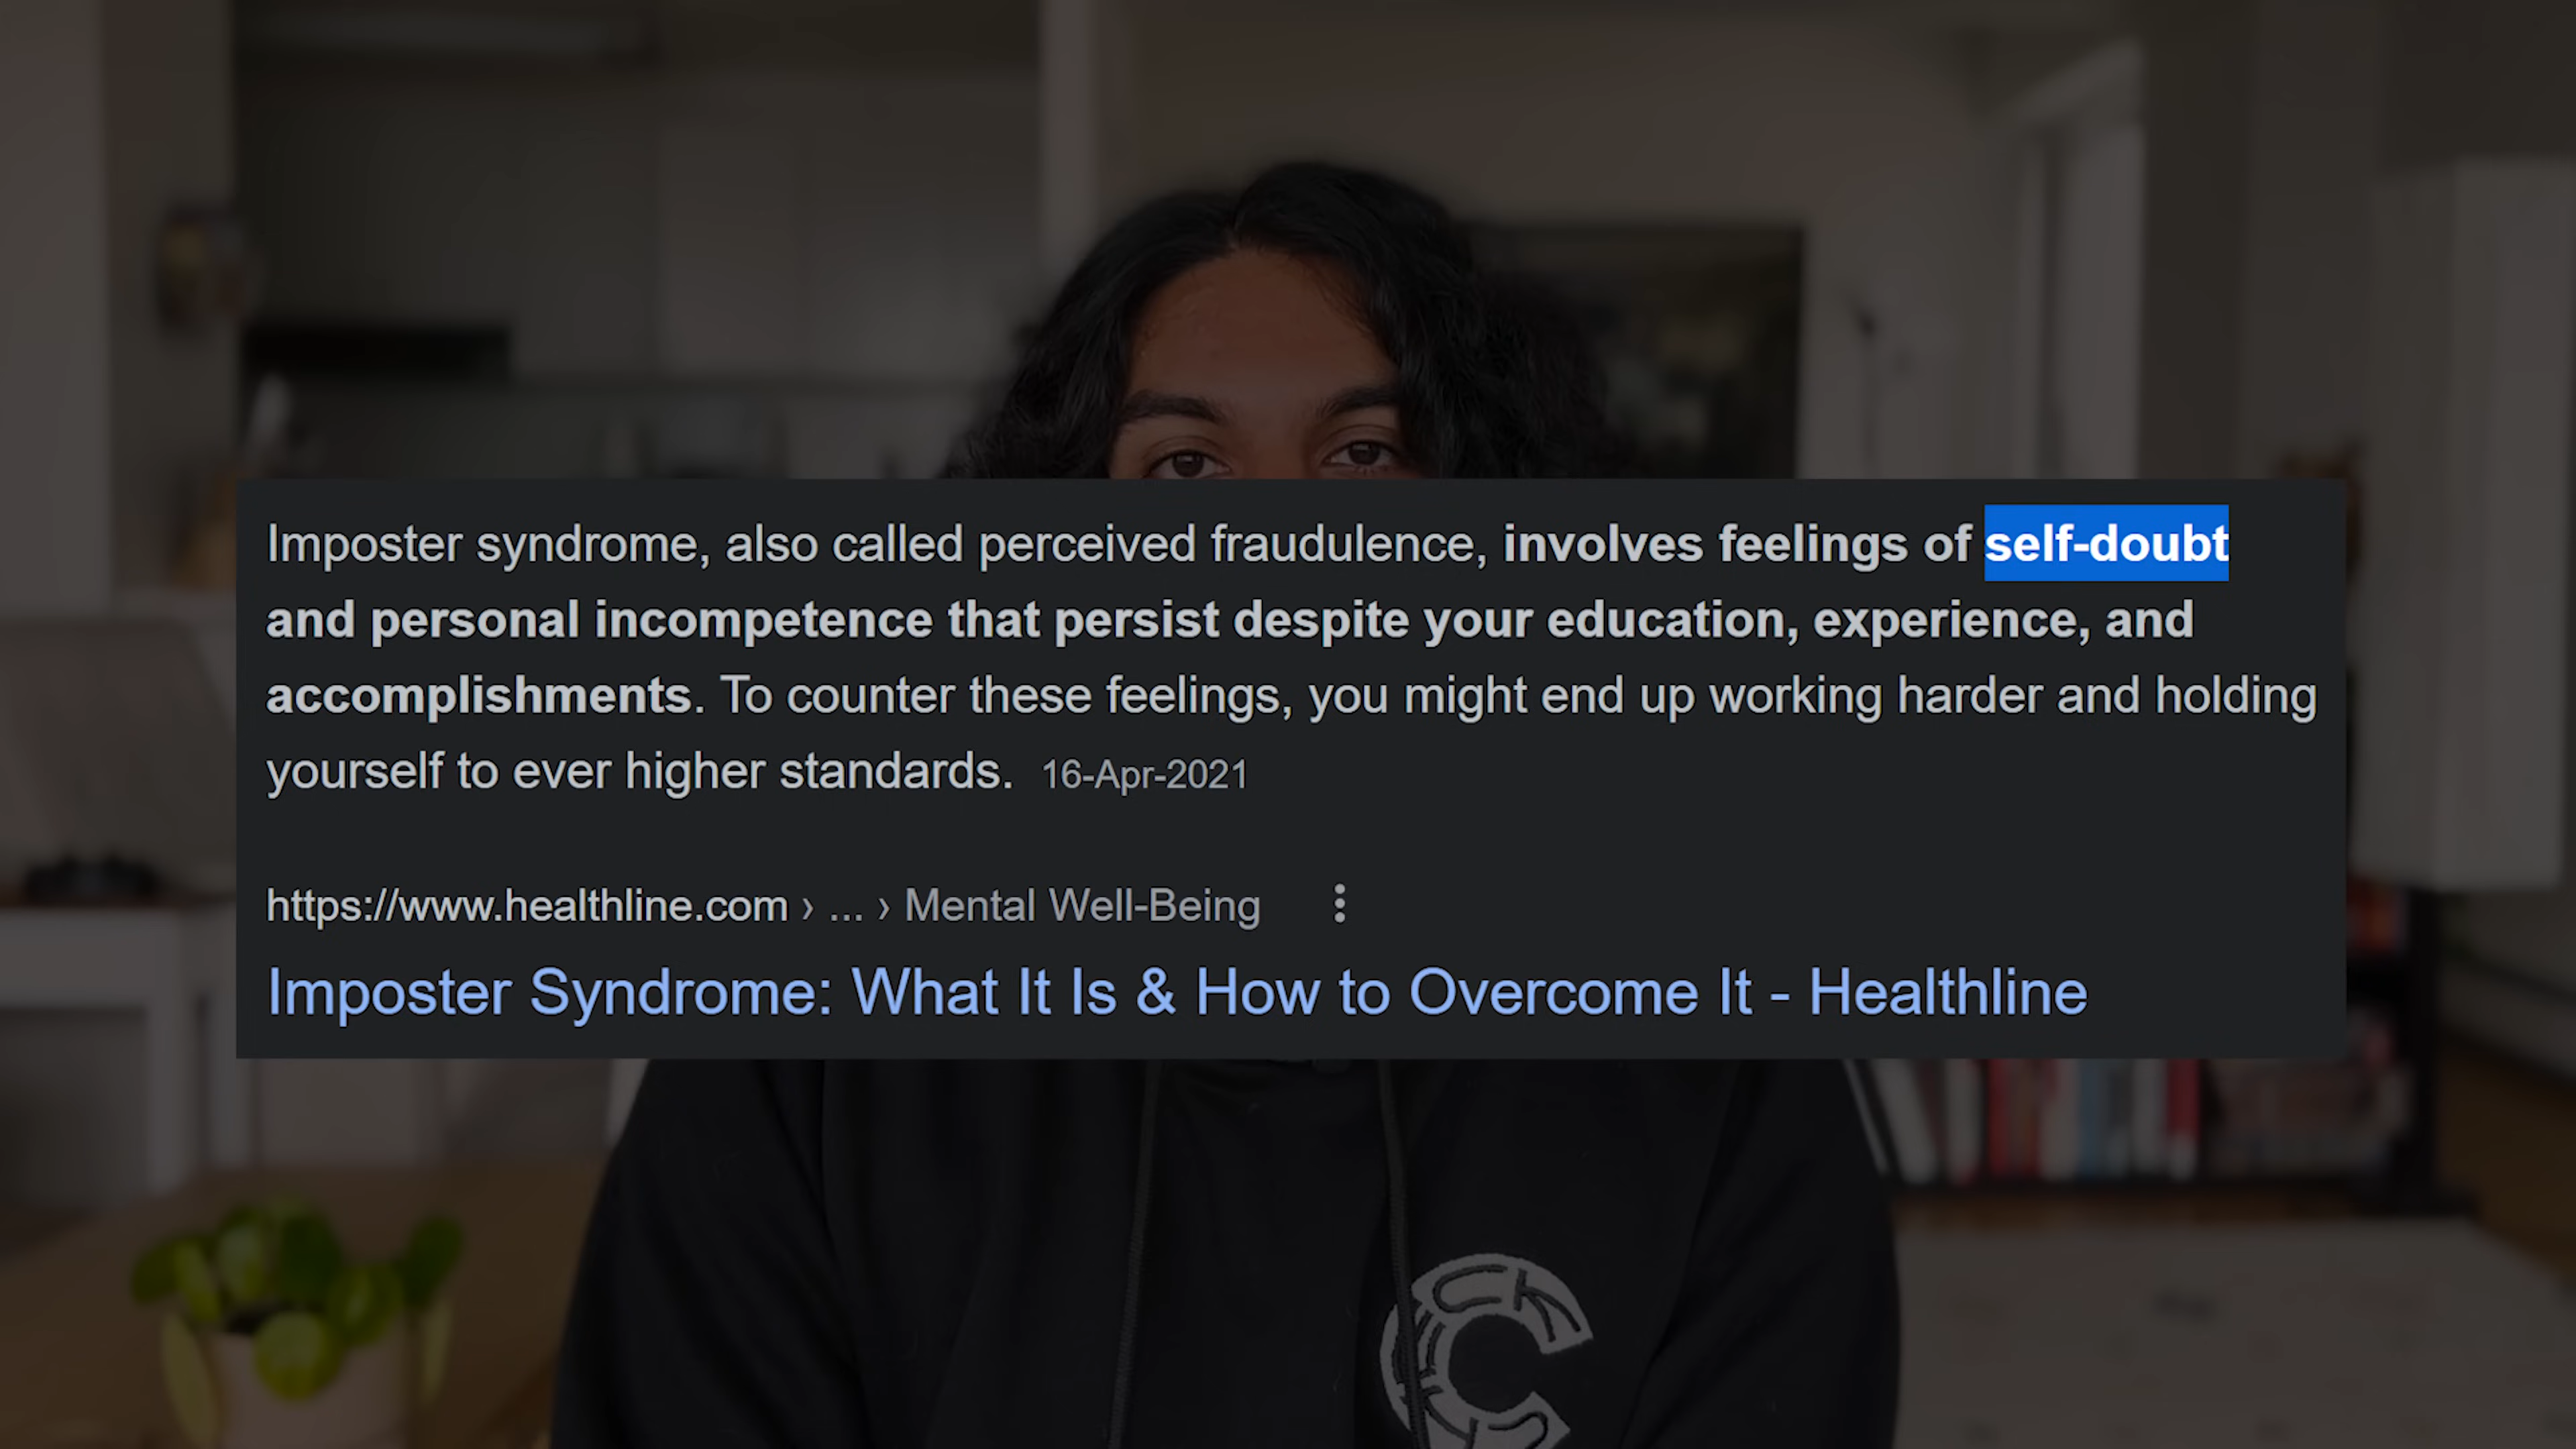 Imposter syndrome, also called perceived fraudulence, involves feelings of self-doubt
and personal incompetence that persist despite your education, experience, and
accomplishments. To counter these feelings, you might end up working harder and holding
yourself to ever higher standards. 16-Apr-2021
https://www.healthline.com › ... › Mental Well-Being
Imposter Syndrome: What It Is & How to Overcome It - Healthline